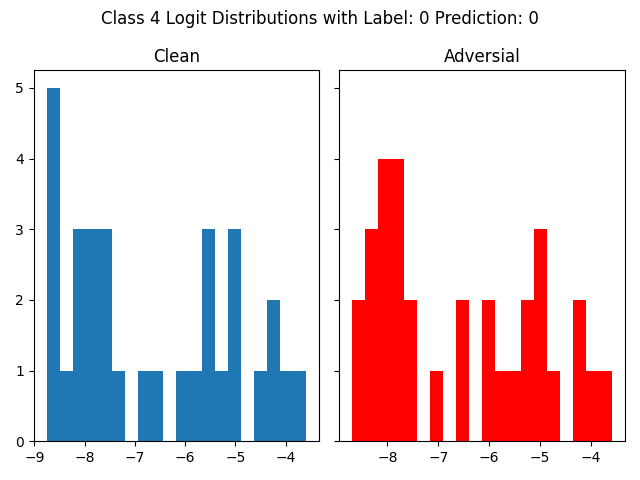 Class 4 Logit Distributions with Label: 0 Prediction: 0
Clean
Adversial
5
4
3
2
1
0
−9 −8 −7 −6 −5 −4
−8 −7 −6 −5 −4